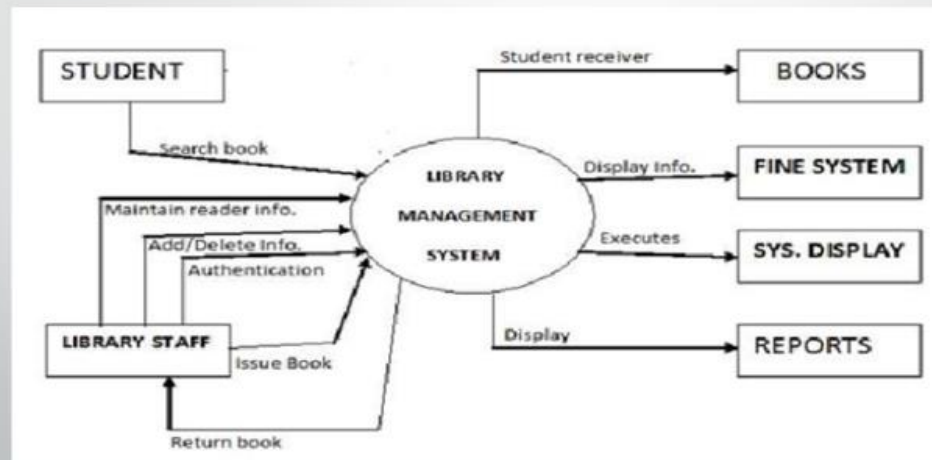 STUDENT
Student receiver
BOOKS
Search book
LIBRARY
MANAGEMENT
SYSTEM
Display Info.
FINE SYSTEM
Maintain reader info.
Add/Delete Info.
Authentication
Executes
SYS. DISPLAY
LIBRARY STAFF
Issue Book
Display
REPORTS
Return book